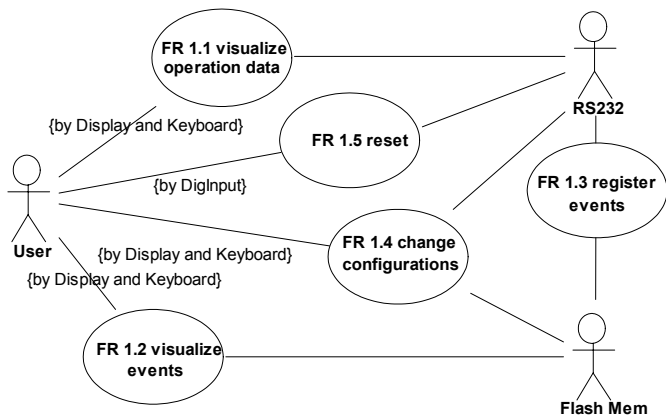 FR 1.1 visualize
operation data
RS232
{by Display and Keyboard}
FR 1.5 reset
{by DigInput}
FR 1.3 register
events
User
FR 1.4 change
configurations
{by Display and Keyboard}
{by Display and Keyboard}
FR 1.2 visualize
events
Flash Mem